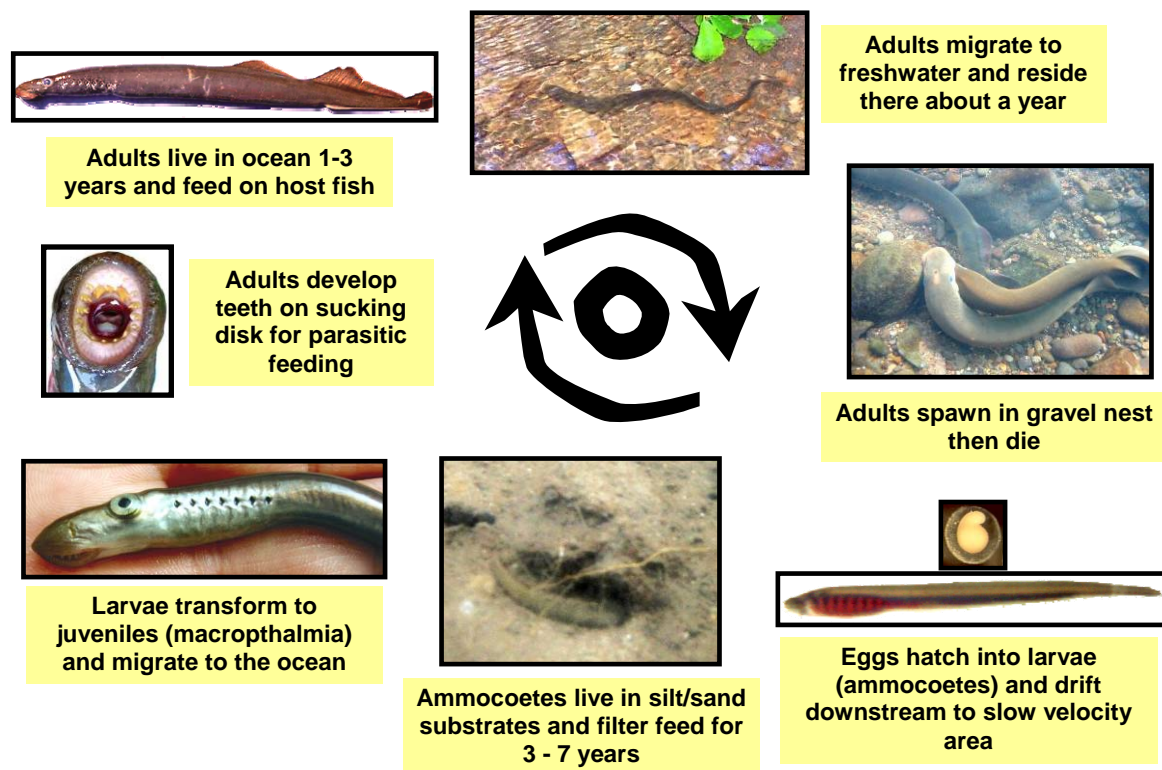 Adults live in ocean 1-3
years and feed on host fish
Adults migrate to
freshwater and reside
there about a year
Adults develop
teeth on sucking
disk for parasitic
feeding
Adults spawn in gravel nest
then die
Larvae transform to
juveniles (macropthalmia)
and migrate to the ocean
Ammocoetes live in silt/sand
substrates and filter feed for
3 - 7 years
Eggs hatch into larvae
(ammocoetes) and drift
downstream to slow velocity
area